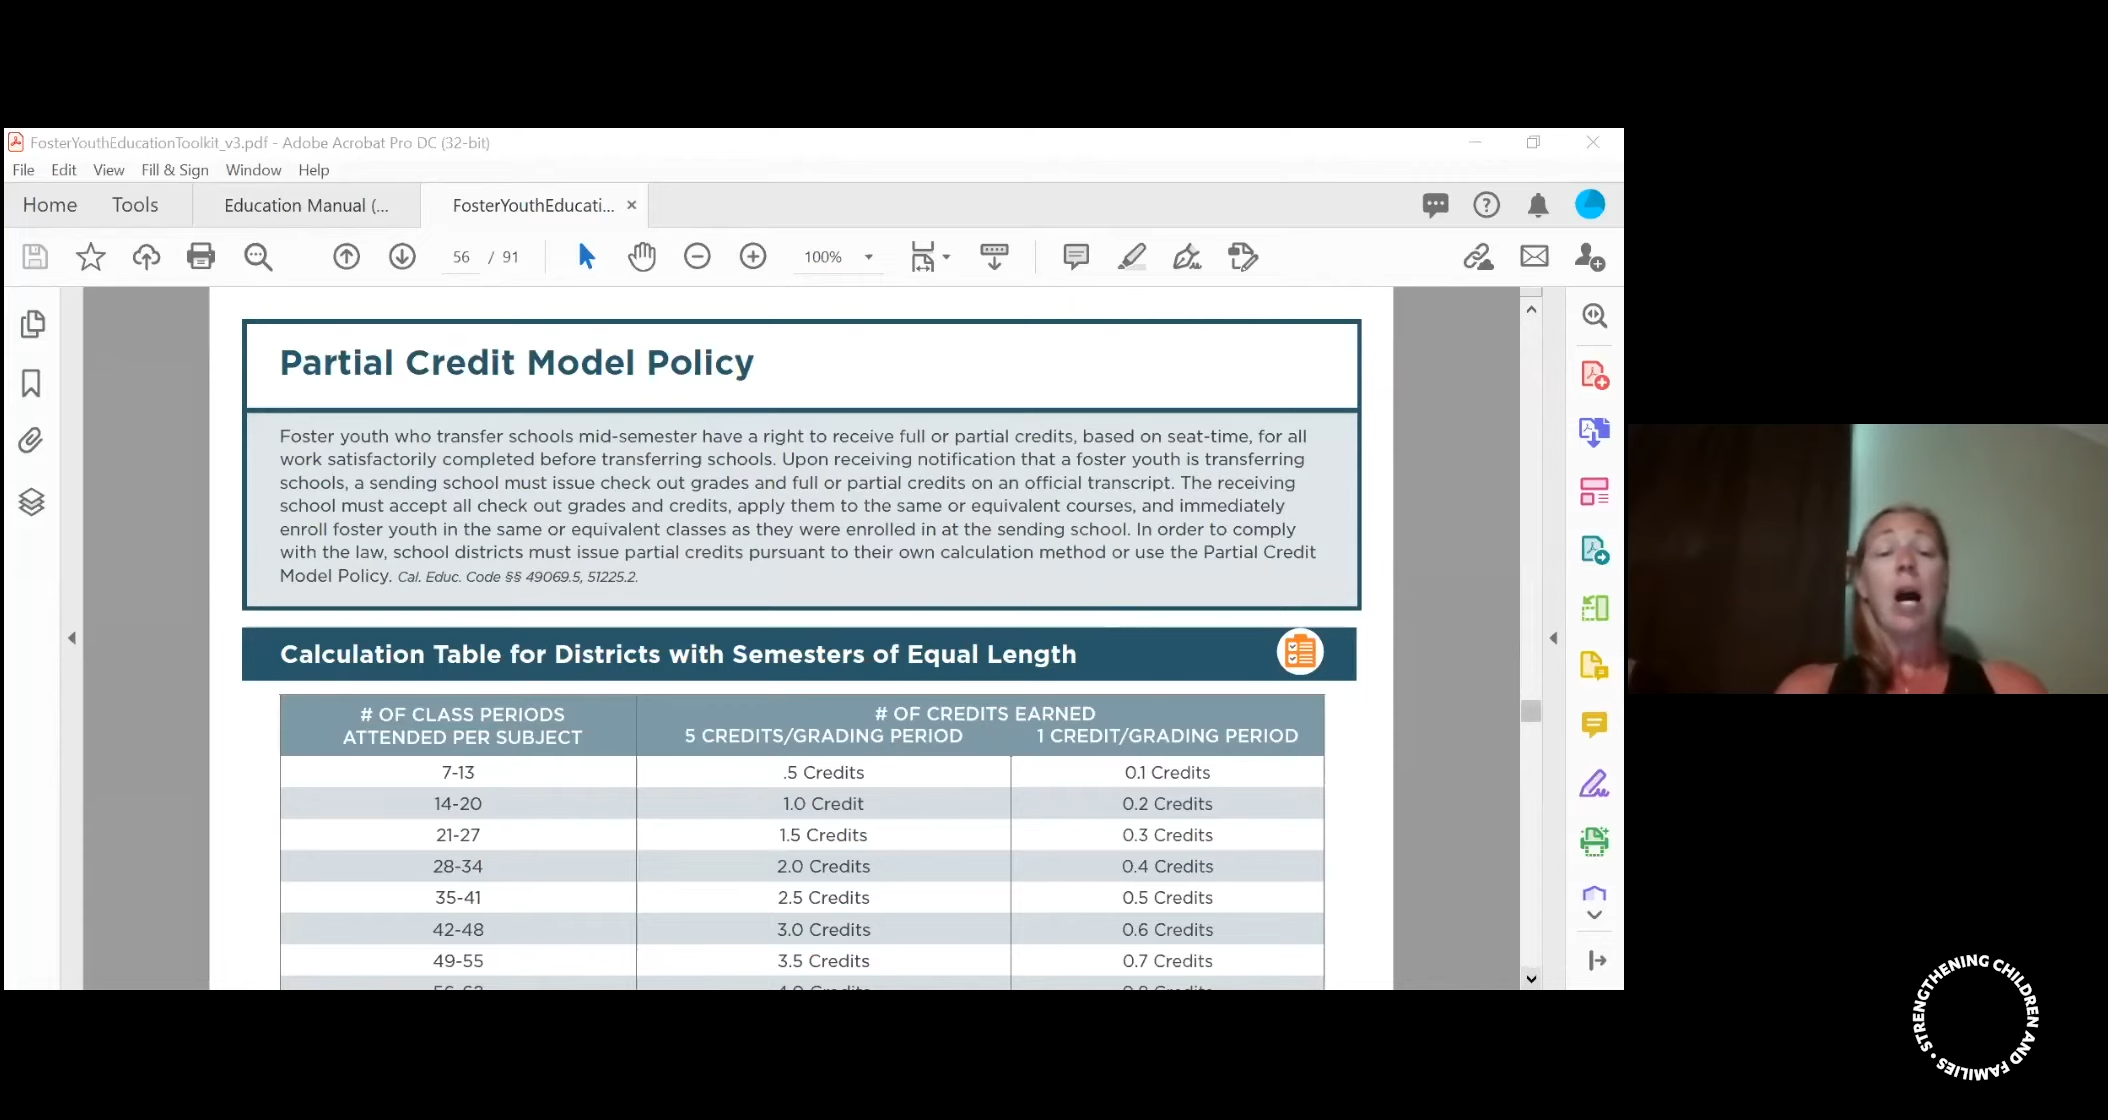 FosterYouthEducationToolkit_v3.pdf - Adobe Acrobat Pro DC (32-bit)
File Edit View Fill & Sign Window Help
Home Tools Education Manual (... FosterYouthEducati... ×
56 / 91 100%
Partial Credit Model Policy
Foster youth who transfer schools mid-semester have a right to receive full or partial credits, based on seat-time, for all
work satisfactorily completed before transferring schools. Upon receiving notification that a foster youth is transferring
schools, a sending school must issue check out grades and full or partial credits on an official transcript. The receiving
school must accept all check out grades and credits, apply them to the same or equivalent courses, and immediately
enroll foster youth in the same or equivalent classes as they were enrolled in at the sending school. In order to comply
with the law, school districts must issue partial credits pursuant to their own calculation method or use the Partial Credit
Model Policy. Cal. Educ. Code §§ 49069.5, 51225.2.
Calculation Table for Districts with Semesters of Equal Length
# OF CLASS PERIODS
ATTENDED PER SUBJECT
# OF CREDITS EARNED
5 CREDITS/GRADING PERIOD 1 CREDIT/GRADING PERIOD
7-13 .5 Credits 0.1 Credits
14-20 1.0 Credit 0.2 Credits
21-27 1.5 Credits 0.3 Credits
28-34 2.0 Credits 0.4 Credits
35-41 2.5 Credits 0.5 Credits
42-48 3.0 Credits 0.6 Credits
49-55 3.5 Credits 0.7 Credits
STRENGTHENING CHILDREN AND FAMILIES •